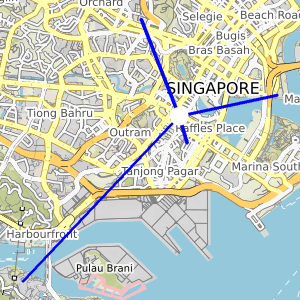 Orchard
Selegie
Beach Roa
Bugis
Bras Basah
SINGAPORE
Ma
Tiong Bahru
Outram
Raffles Place
Tanjong Pagar
Marina South
Harbourfront
Pulau Brani